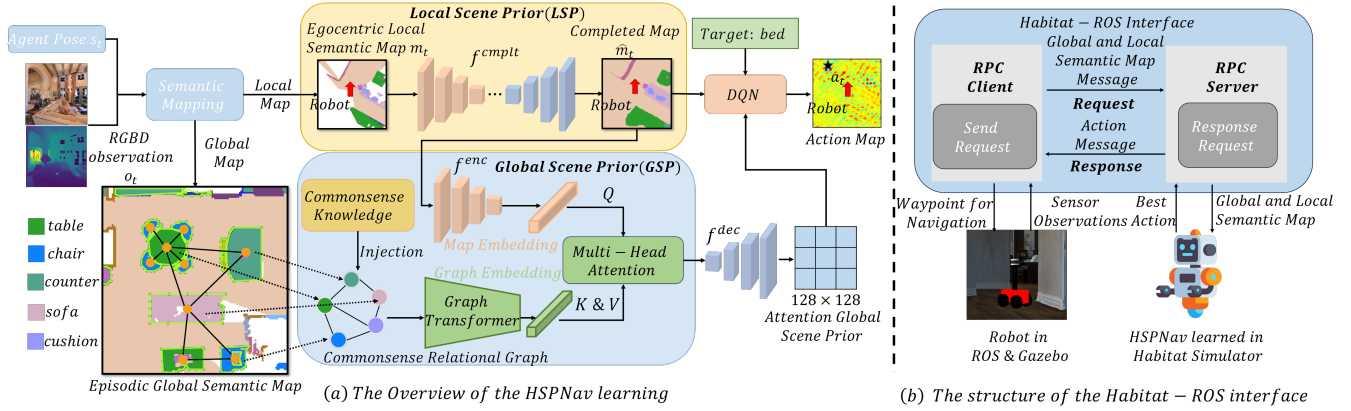 Agent Pose s_t
RGBD
observation
o_t
Semantic
Mapping
Local
Map
Global
Map
Local Scene Prior(LSP)
Egocentric Local
Semantic Map m_t
f^cmplt
Completed Map
m̂_t
Robot
Robot
Target: bed
DQN
a_t
Robot
Action Map
Global Scene Prior(GSP)
Commonsense
Knowledge
Injection
f^enc
Map Embedding
Q
Graph Embedding
Graph
Transformer
K & V
Multi − Head
Attention
Commonsense Relational Graph
f^dec
128 × 128
Attention Global
Scene Prior
table
chair
counter
sofa
cushion
Episodic Global Semantic Map
(a) The Overview of the HSPNav learning
Habitat − ROS Interface
RPC
Client
Send
Request
Global and Local
Semantic Map
Message
Request
Action
Message
Response
RPC
Server
Response
Request
Waypoint for
Navigation
Sensor
Observations
Best
Action
Global and Local
Semantic Map
Robot in
ROS & Gazebo
HSPNav learned in
Habitat Simulator
(b) The structure of the Habitat − ROS interface